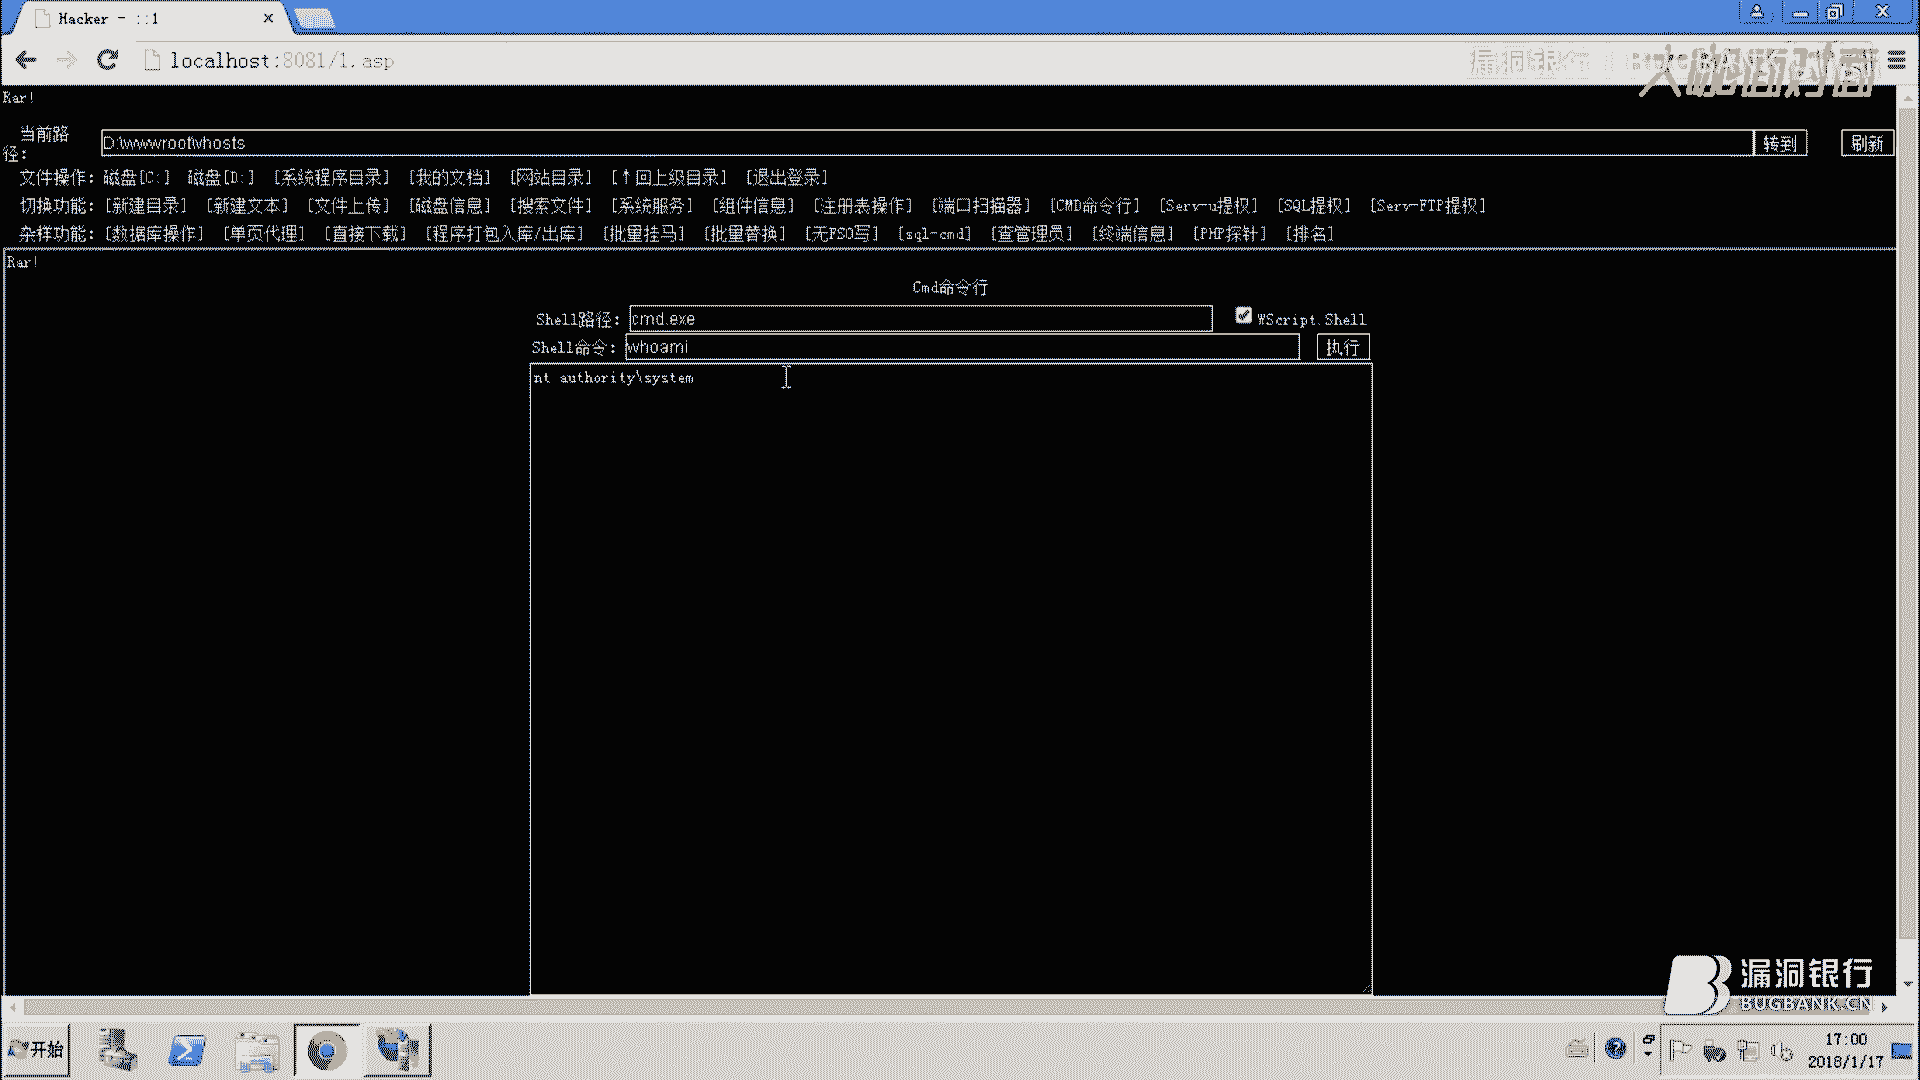 Hacker - ::1
localhost:8081/1.asp
漏洞银行
大咖面对面
Rar!
当前路径:
D:\wwwroot\vhosts
转到
刷新
文件操作: 磁盘[C:] 磁盘[D:] [系统程序目录] [我的文档] [网站目录] [↑回上级目录] [退出登录]
切换功能: [新建目录] [新建文本] [文件上传] [磁盘信息] [搜索文件] [系统服务] [组件信息] [注册表操作] [端口扫描器] [CMD命令行] [Serv-u提权] [SQL提权] [Serv-FTP提权]
杂样功能: [数据库操作] [单页代理] [直接下载] [程序打包入库/出库] [批量挂马] [批量替换] [无FSO写] [sql-cmd] [查管理员] [终端信息] [PHP探针] [排名]
Rar!
Cmd命令行
Shell路径: cmd.exe WScript.Shell
Shell命令: whoami 执行
nt authority\system
漏洞银行
BUGBANK.CN
开始
17:00
2018/1/17